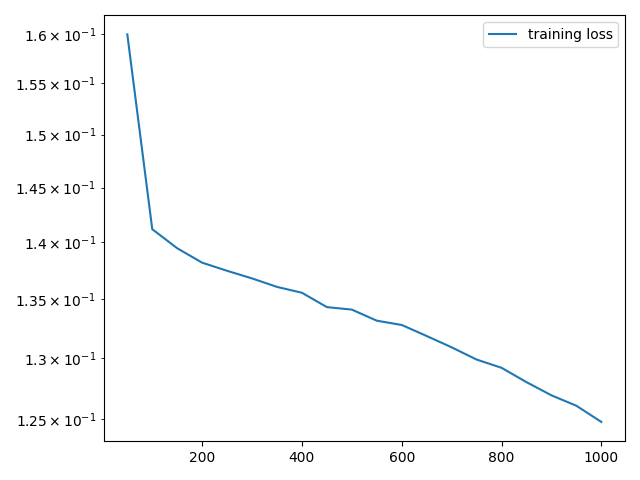 training loss
1.6 × 10⁻¹
1.55 × 10⁻¹
1.5 × 10⁻¹
1.45 × 10⁻¹
1.4 × 10⁻¹
1.35 × 10⁻¹
1.3 × 10⁻¹
1.25 × 10⁻¹
200 400 600 800 1000